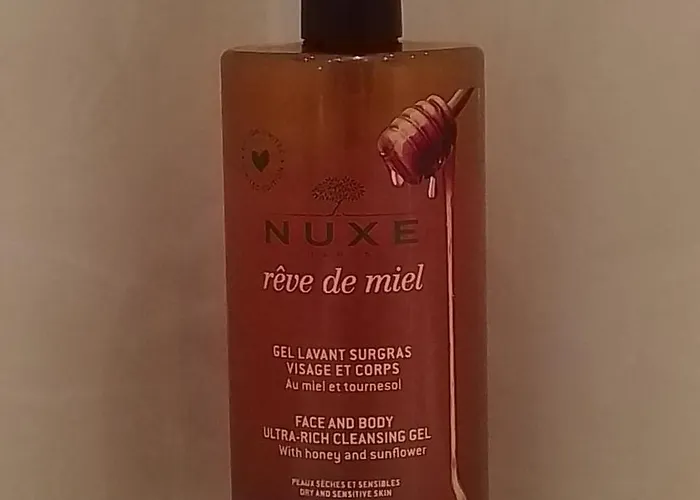 NUXE
PARIS
rêve de miel
GEL LAVANT SURGRAS
VISAGE ET CORPS
Au miel et tournesol
FACE AND BODY
ULTRA-RICH CLEANSING GEL
With honey and sunflower
PEAUX SÈCHES ET SENSIBLES
DRY AND SENSITIVE SKIN